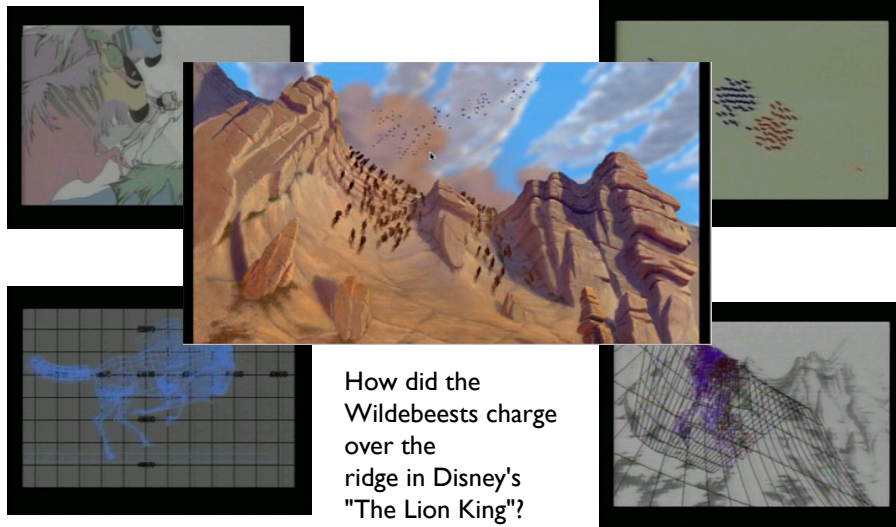 How did the
Wildebeests charge
over the
ridge in Disney's
"The Lion King"?